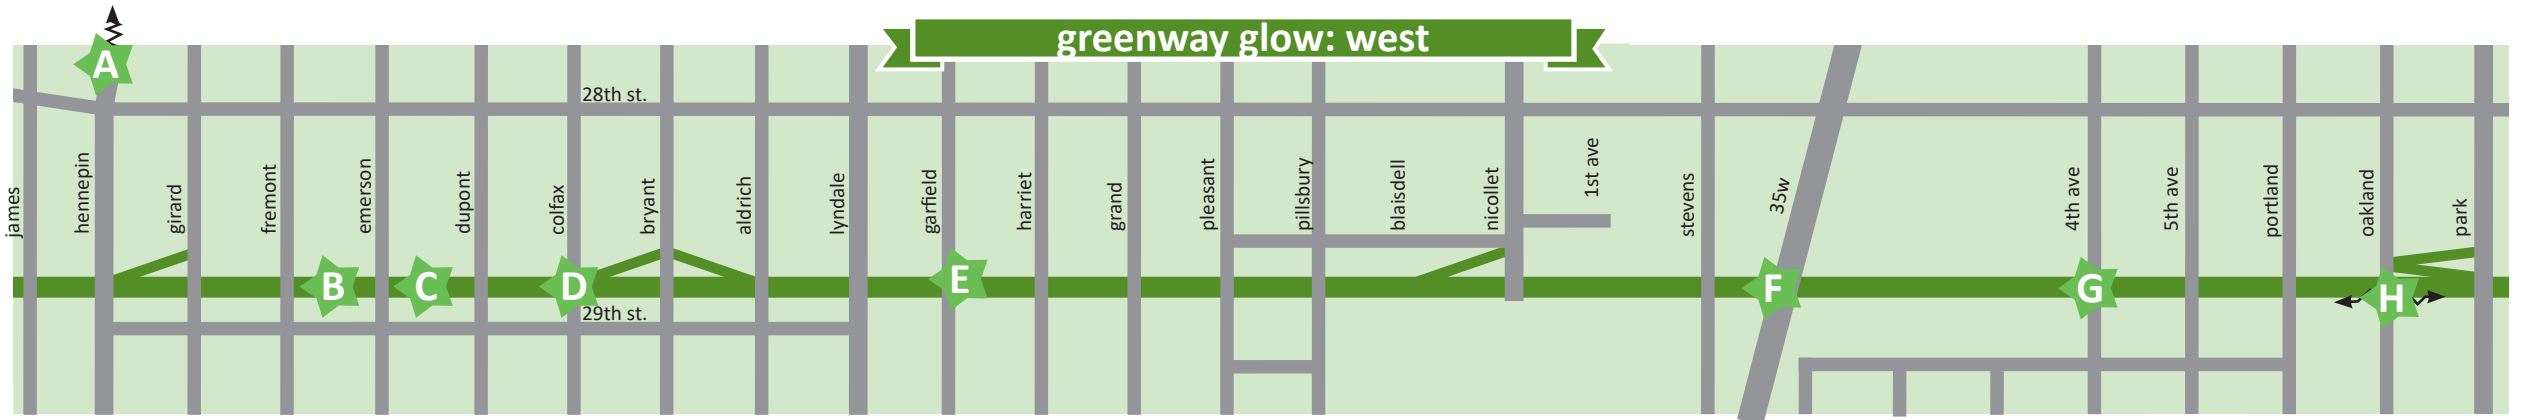 greenway glow: west
A
28th st.
james
hennepin
girard
fremont
emerson
dupont
colfax
bryant
aldrich
lyndale
garfield
harriet
grand
pleasant
pillsbury
blaisdell
nicollet
1st ave
stevens
35w
4th ave
5th ave
portland
oakland
park
B
C
D
E
F
G
H
29th st.